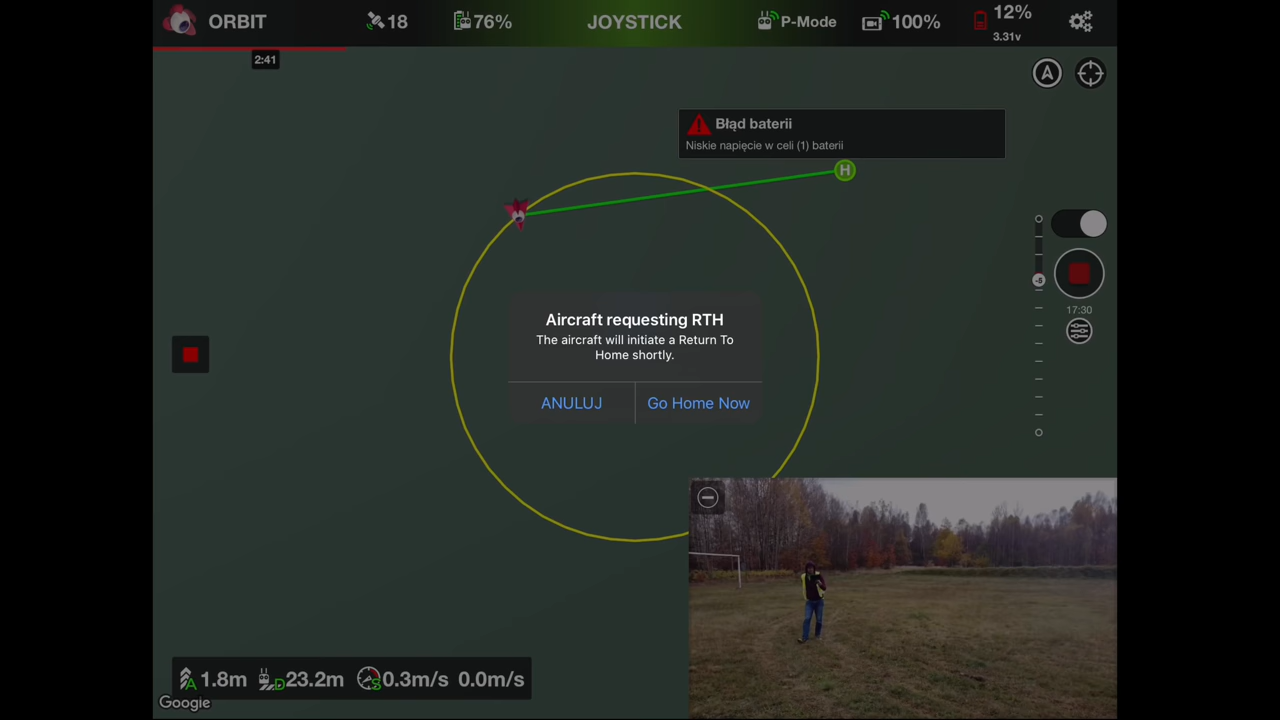 ORBIT
18
76%
JOYSTICK
P-Mode
100%
12%
3.31v
2:41
A
Błąd baterii
Niskie napięcie w celi (1) baterii
H
-5
17:30
Aircraft requesting RTH
The aircraft will initiate a Return To
Home shortly.
ANULUJ
Go Home Now
A 1.8m
D 23.2m
S 0.3m/s 0.0m/s
Google